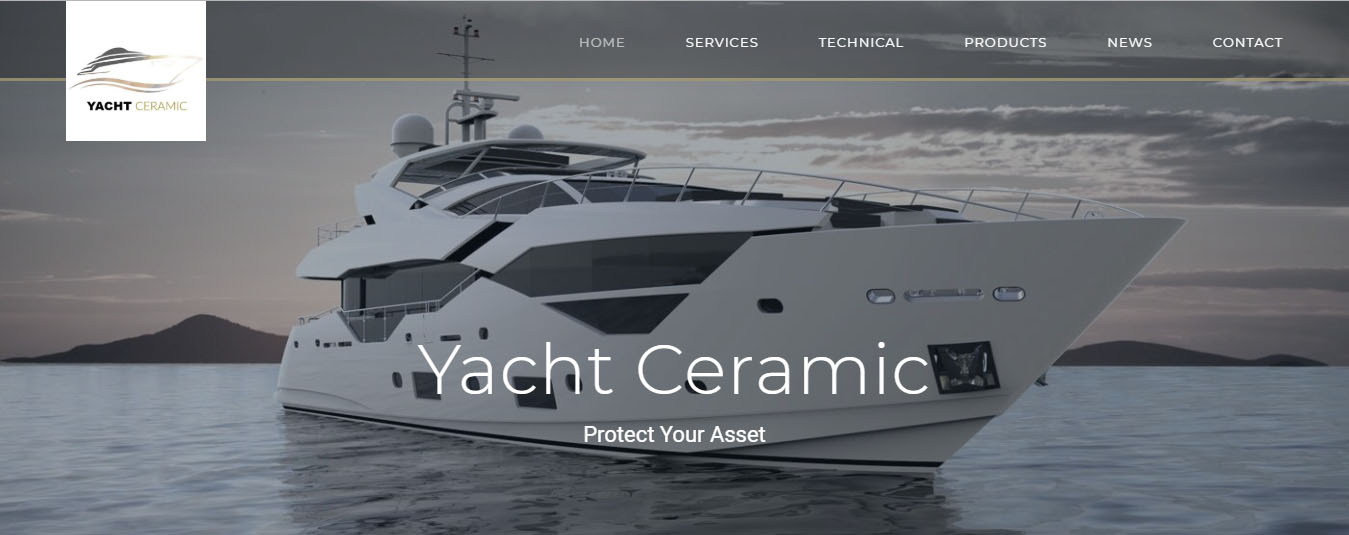 YACHT CERAMIC
HOME SERVICES TECHNICAL PRODUCTS NEWS CONTACT
Yacht Ceramic
Protect Your Asset